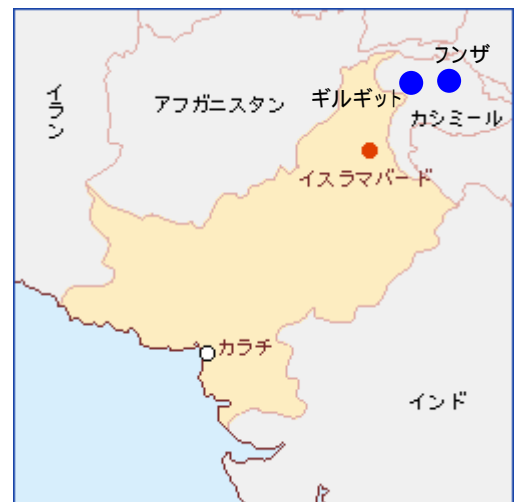 フンザ
イラン
アフガニスタン
ギルギット
カシミール
イスラマバード
カラチ
インド